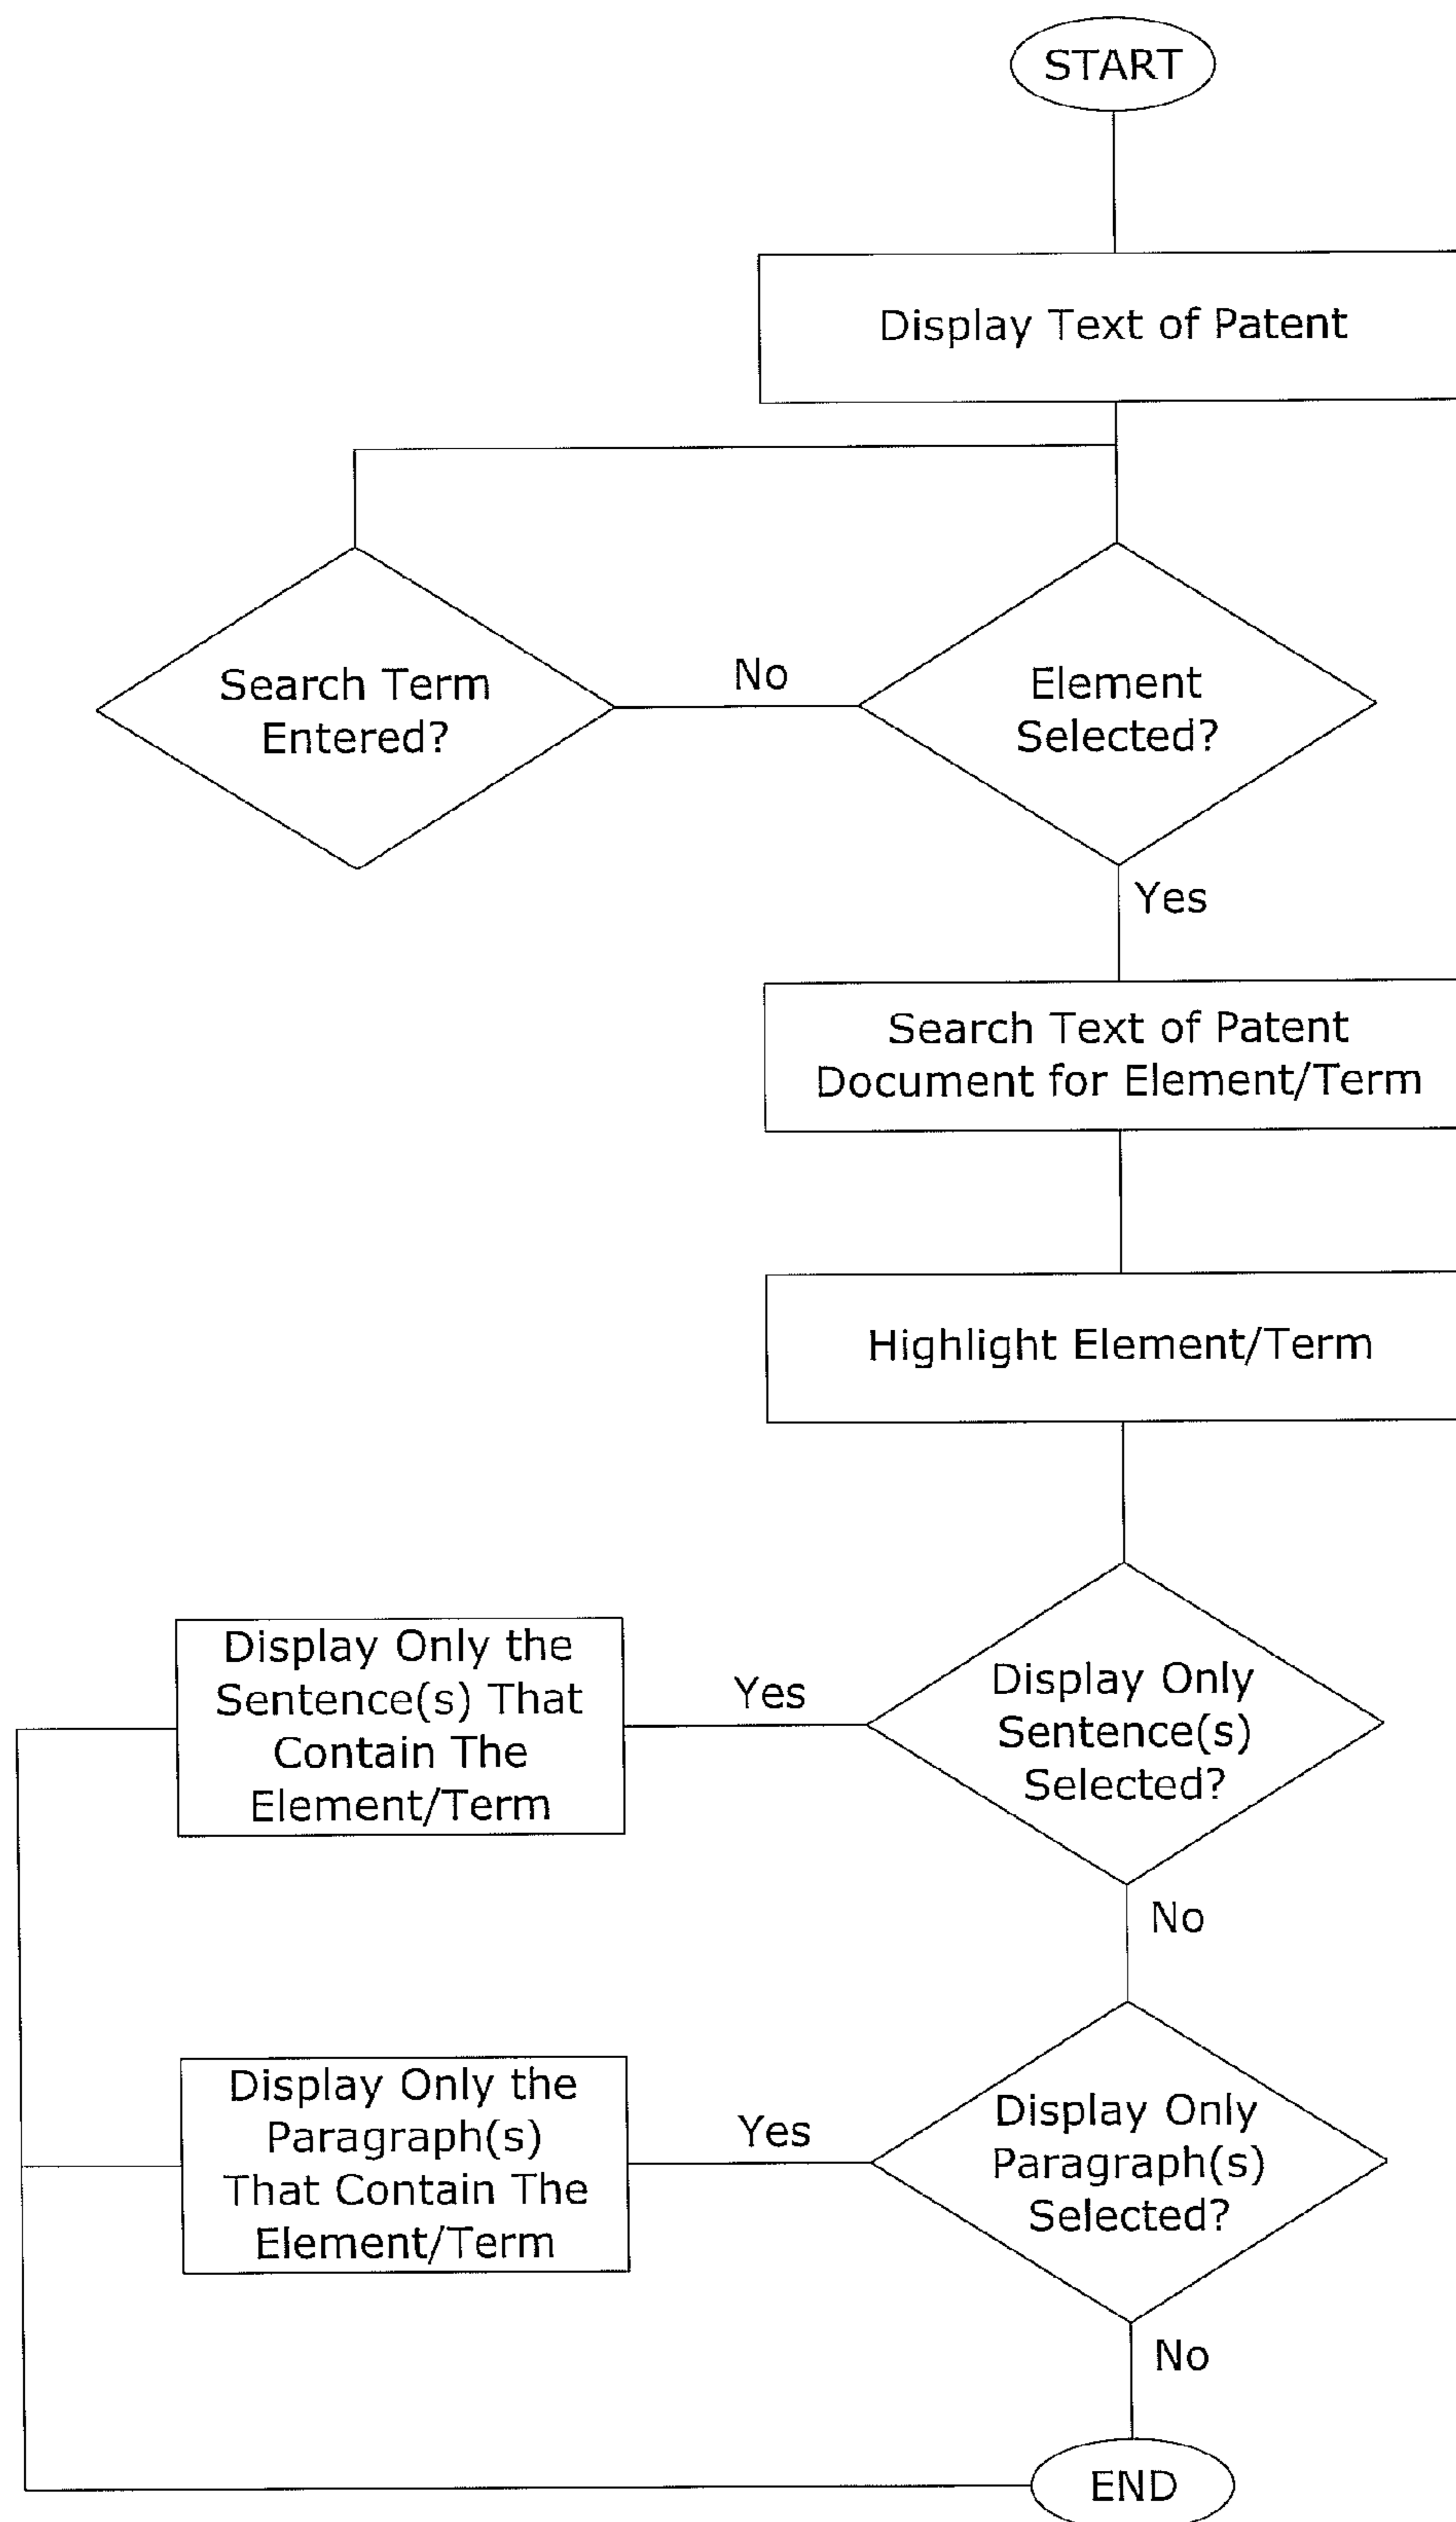 START
Display Text of Patent
Search Term
Entered?
No
Element
Selected?
Yes
Search Text of Patent
Document for Element/Term
Highlight Element/Term
Display Only
Sentence(s)
Selected?
Yes
Display Only the
Sentence(s) That
Contain The
Element/Term
No
Display Only
Paragraph(s)
Selected?
Yes
Display Only the
Paragraph(s)
That Contain The
Element/Term
No
END